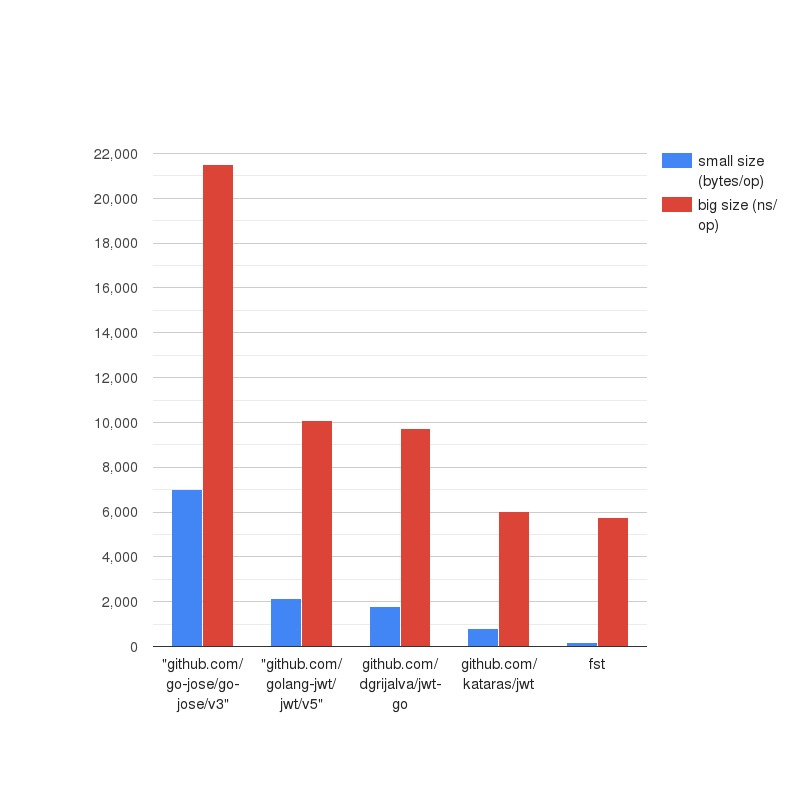 22,000
20,000
18,000
16,000
14,000
12,000
10,000
8,000
6,000
4,000
2,000
0
small size
(bytes/op)
big size (ns/
op)
"github.com/
go-jose/go-
jose/v3"
"github.com/
golang-jwt/
jwt/v5"
github.com/
dgrijalva/jwt-
go
github.com/
kataras/jwt
fst